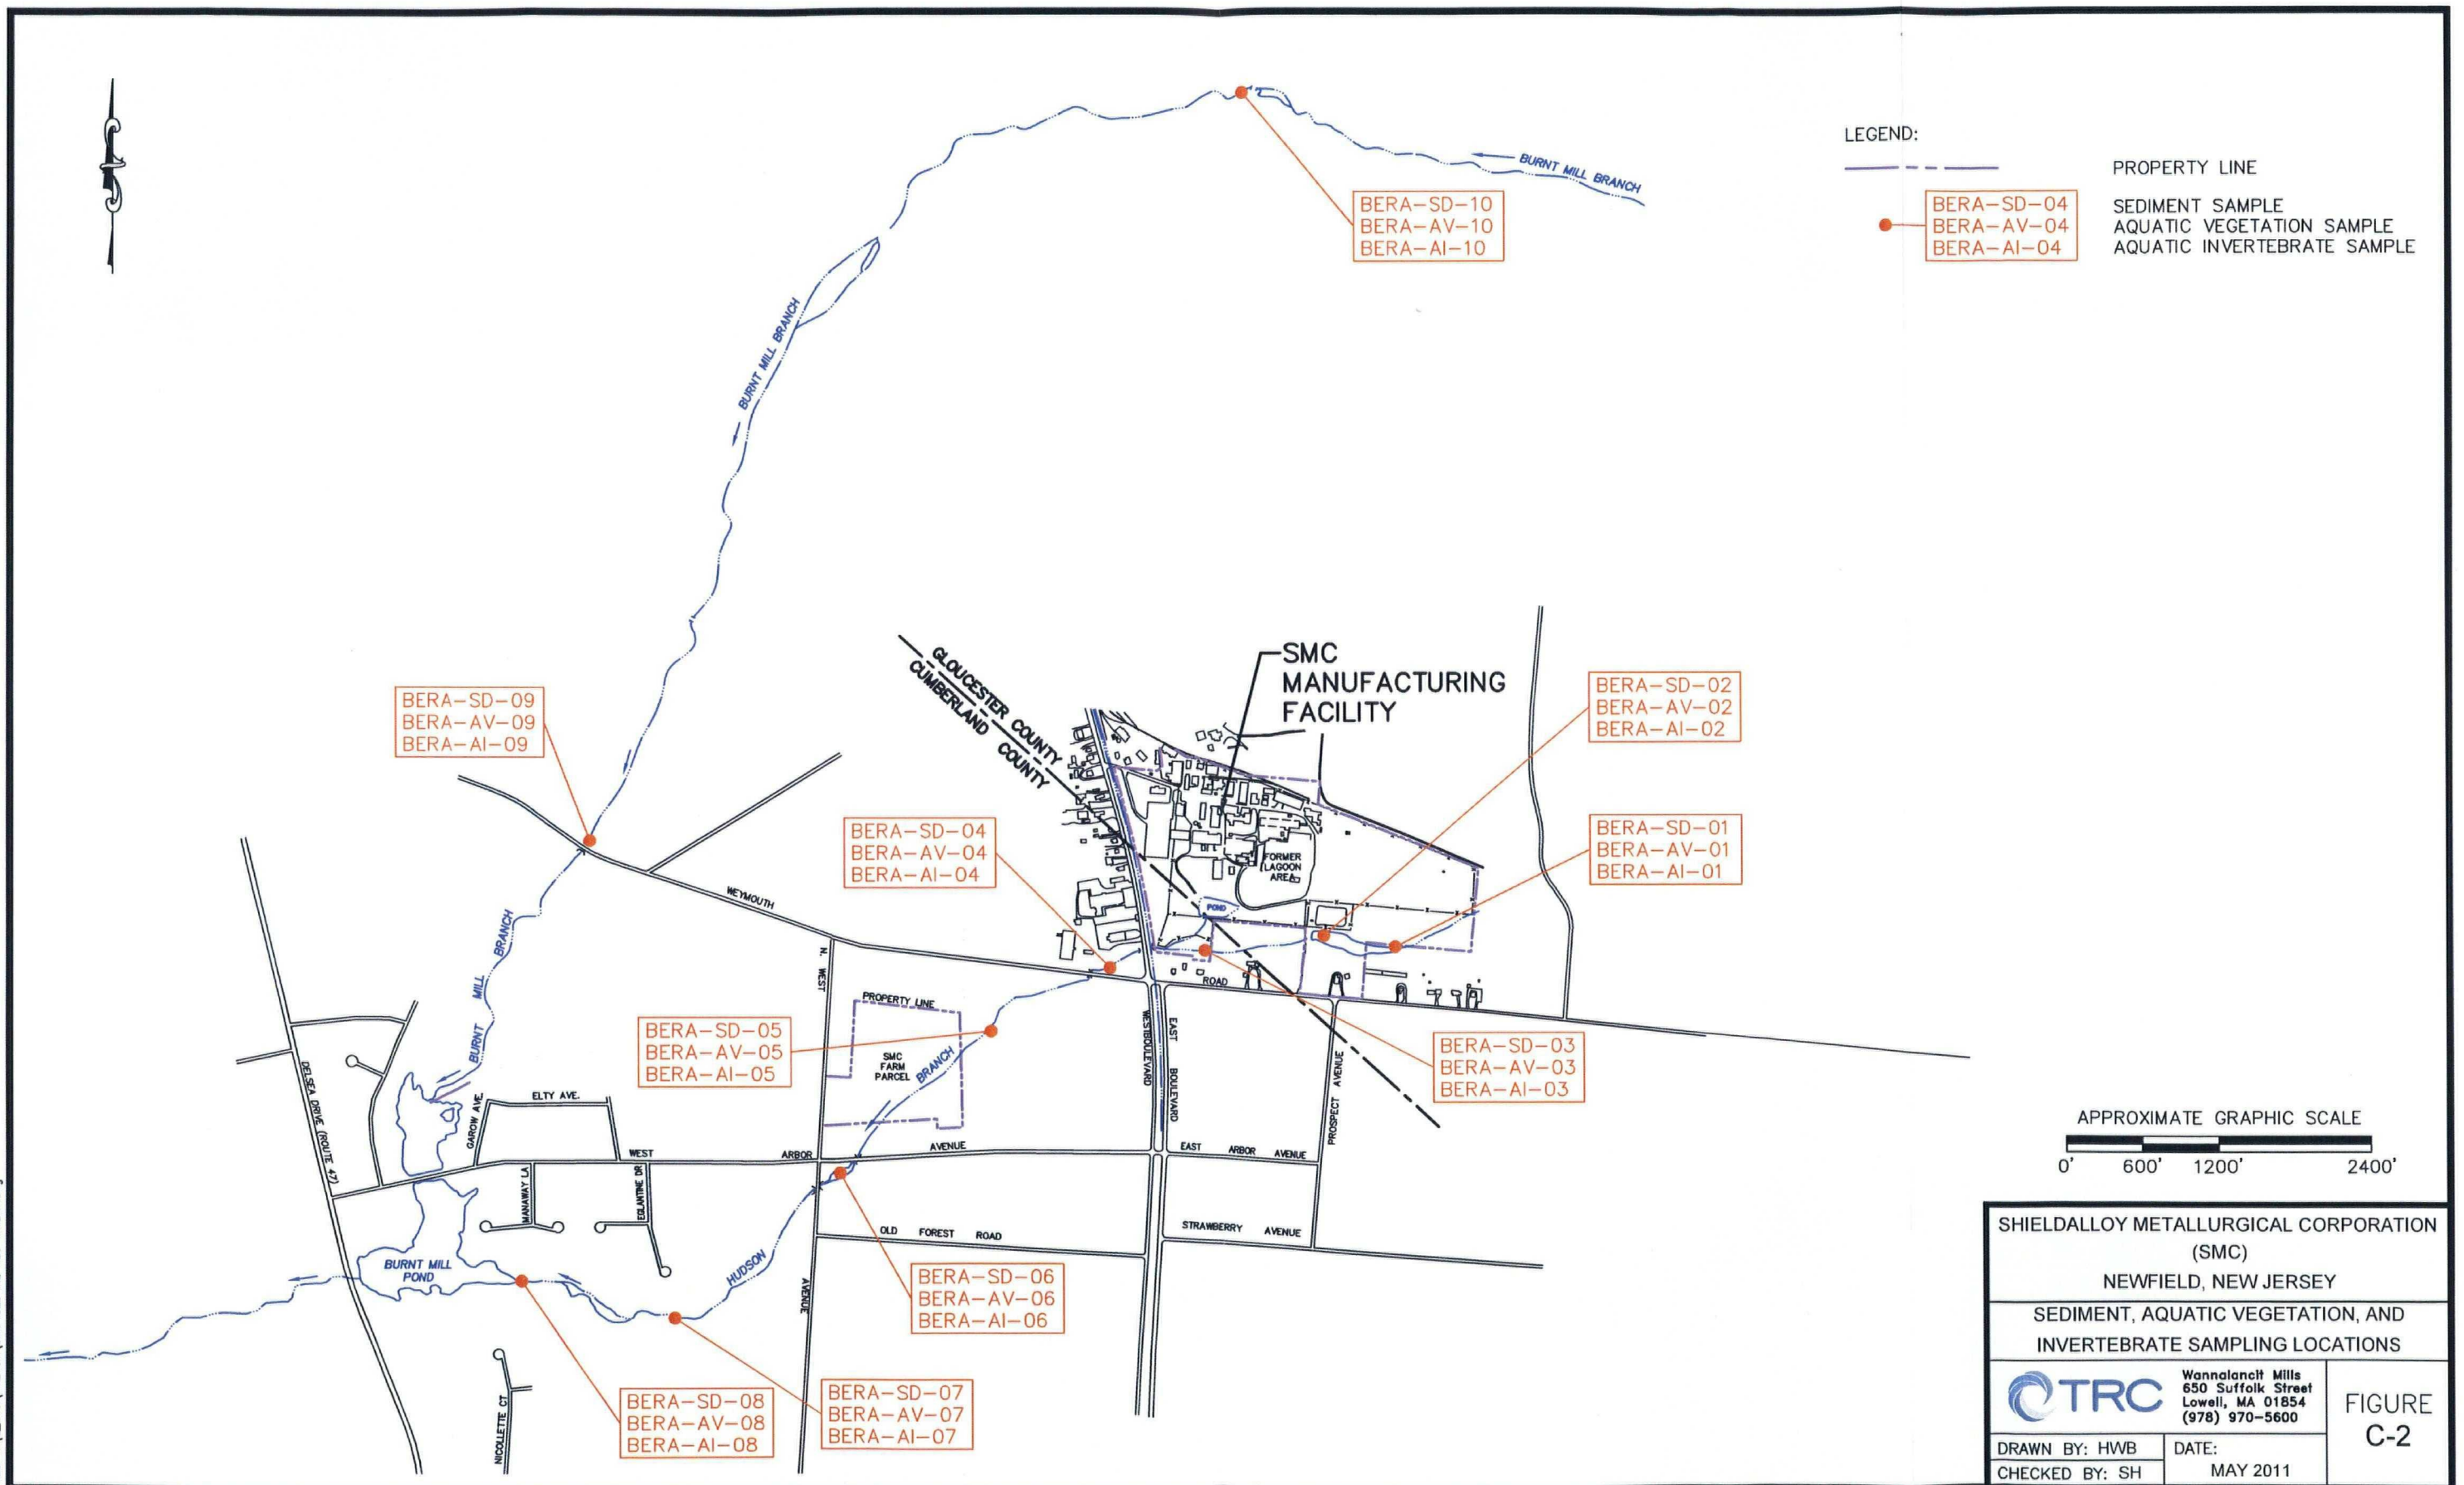 LEGEND:
PROPERTY LINE
BERA-SD-04
BERA-AV-04
BERA-AI-04
SEDIMENT SAMPLE
AQUATIC VEGETATION SAMPLE
AQUATIC INVERTEBRATE SAMPLE
BURNT MILL BRANCH
BERA-SD-10
BERA-AV-10
BERA-AI-10
BURNT MILL BRANCH
GLOUCESTER COUNTY
CUMBERLAND COUNTY
SMC
MANUFACTURING
FACILITY
BERA-SD-02
BERA-AV-02
BERA-AI-02
BERA-SD-09
BERA-AV-09
BERA-AI-09
BERA-SD-04
BERA-AV-04
BERA-AI-04
BERA-SD-01
BERA-AV-01
BERA-AI-01
FORMER
LAGOON
AREA
POND
WEYMOUTH
ROAD
BURNT MILL BRANCH
N. WEST
AVENUE
PROPERTY LINE
SMC
FARM
PARCEL
BERA-SD-05
BERA-AV-05
BERA-AI-05
HUDSON
BRANCH
WESTBOULEVARD
EAST BOULEVARD
BERA-SD-03
BERA-AV-03
BERA-AI-03
PROSPECT AVENUE
DELSEA DRIVE (ROUTE 47)
GAROW AVE.
ELTY AVE.
WEST ARBOR AVENUE
EAST ARBOR AVENUE
MANAWAY LA
EGLANTINE DR
OLD FOREST ROAD
STRAWBERRY AVENUE
BURNT MILL
POND
BERA-SD-06
BERA-AV-06
BERA-AI-06
BERA-SD-07
BERA-AV-07
BERA-AI-07
BERA-SD-08
BERA-AV-08
BERA-AI-08
NICOLLETTE CT
APPROXIMATE GRAPHIC SCALE
0' 600' 1200' 2400'
SHIELDALLOY METALLURGICAL CORPORATION
(SMC)
NEWFIELD, NEW JERSEY
SEDIMENT, AQUATIC VEGETATION, AND
INVERTEBRATE SAMPLING LOCATIONS
TRC
Wannalancit Mills
650 Suffolk Street
Lowell, MA 01854
(978) 970-5600
FIGURE
C-2
DRAWN BY: HWB
CHECKED BY: SH
DATE:
MAY 2011